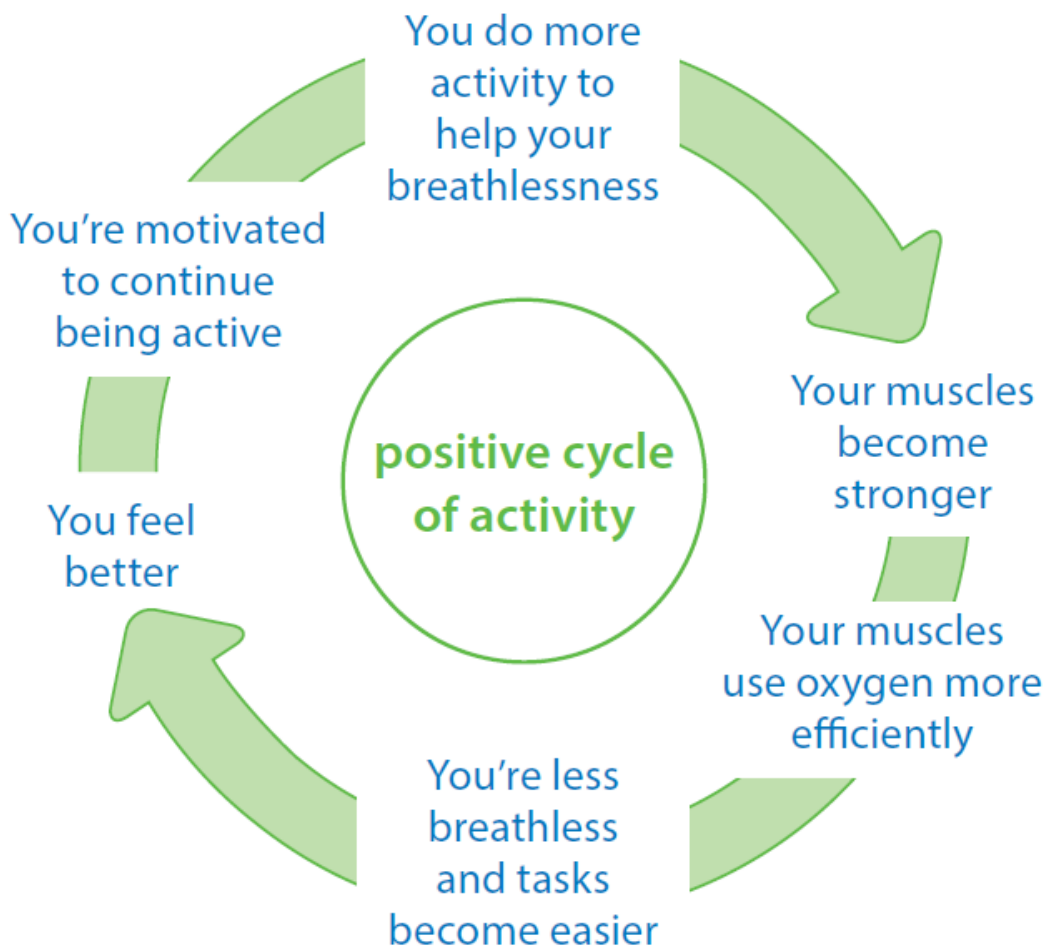 You do more
activity to
help your
breathlessness
Your muscles
become
stronger
Your muscles
use oxygen more
efficiently
You're less
breathless
and tasks
become easier
You feel
better
You're motivated
to continue
being active
positive cycle
of activity